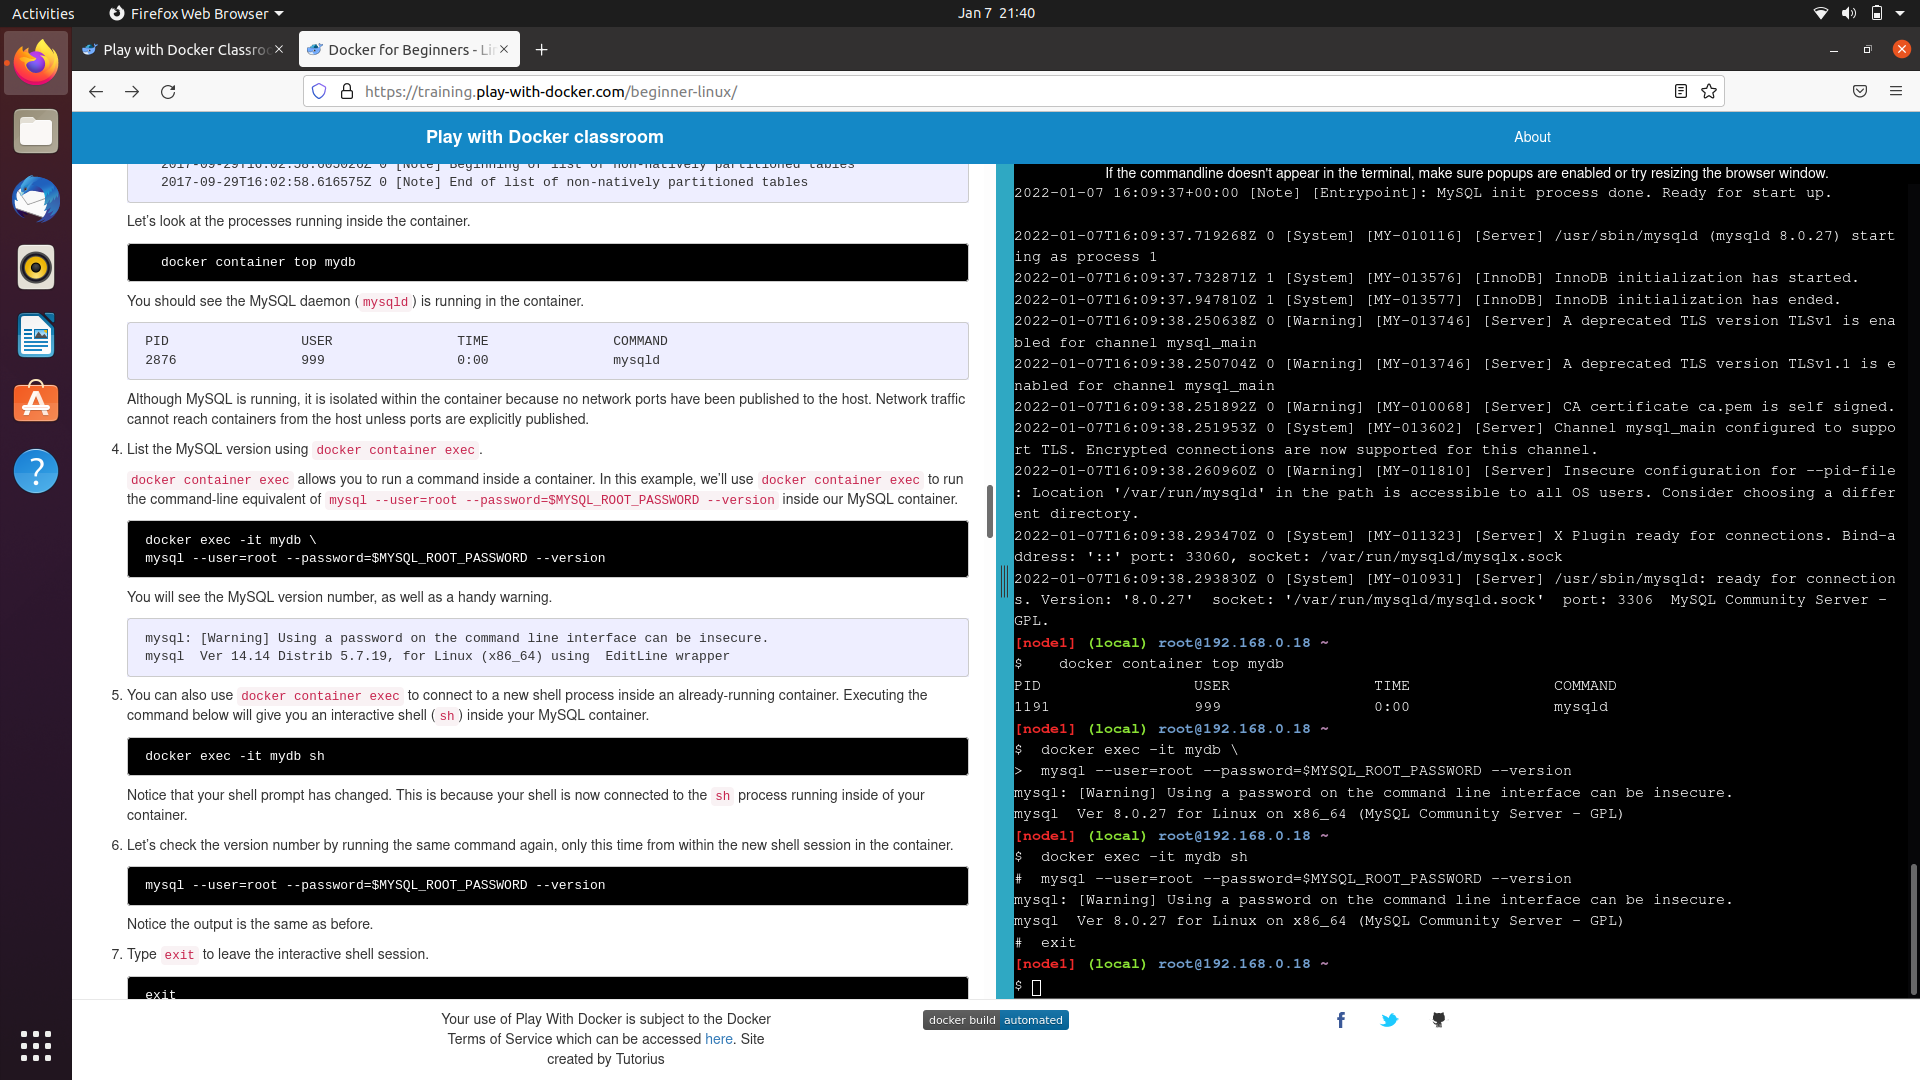 Activities
Firefox Web Browser
Jan 7 21:40
Play with Docker Classro
Docker for Beginners - Li
https://training.play-with-docker.com/beginner-linux/
Play with Docker classroom
About
2017-09-29T16:02:58.605026Z 0 [Note] Beginning of list of non-natively partitioned tables
2017-09-29T16:02:58.616575Z 0 [Note] End of list of non-natively partitioned tables
Let's look at the processes running inside the container.
docker container top mydb
You should see the MySQL daemon ( mysqld ) is running in the container.
PID USER TIME COMMAND
2876 999 0:00 mysqld
Although MySQL is running, it is isolated within the container because no network ports have been published to the host. Network traffic
cannot reach containers from the host unless ports are explicitly published.
4. List the MySQL version using docker container exec .
docker container exec allows you to run a command inside a container. In this example, we'll use docker container exec to run
the command-line equivalent of mysql --user=root --password=$MYSQL_ROOT_PASSWORD --version inside our MySQL container.
docker exec -it mydb \
mysql --user=root --password=$MYSQL_ROOT_PASSWORD --version
You will see the MySQL version number, as well as a handy warning.
mysql: [Warning] Using a password on the command line interface can be insecure.
mysql  Ver 14.14 Distrib 5.7.19, for Linux (x86_64) using  EditLine wrapper
5. You can also use docker container exec to connect to a new shell process inside an already-running container. Executing the
command below will give you an interactive shell ( sh ) inside your MySQL container.
docker exec -it mydb sh
Notice that your shell prompt has changed. This is because your shell is now connected to the sh process running inside of your
container.
6. Let's check the version number by running the same command again, only this time from within the new shell session in the container.
mysql --user=root --password=$MYSQL_ROOT_PASSWORD --version
Notice the output is the same as before.
7. Type exit to leave the interactive shell session.
exit
If the commandline doesn't appear in the terminal, make sure popups are enabled or try resizing the browser window.
2022-01-07 16:09:37+00:00 [Note] [Entrypoint]: MySQL init process done. Ready for start up.
2022-01-07T16:09:37.719268Z 0 [System] [MY-010116] [Server] /usr/sbin/mysqld (mysqld 8.0.27) start
ing as process 1
2022-01-07T16:09:37.732871Z 1 [System] [MY-013576] [InnoDB] InnoDB initialization has started.
2022-01-07T16:09:37.947810Z 1 [System] [MY-013577] [InnoDB] InnoDB initialization has ended.
2022-01-07T16:09:38.250638Z 0 [Warning] [MY-013746] [Server] A deprecated TLS version TLSv1 is ena
bled for channel mysql_main
2022-01-07T16:09:38.250704Z 0 [Warning] [MY-013746] [Server] A deprecated TLS version TLSv1.1 is e
nabled for channel mysql_main
2022-01-07T16:09:38.251892Z 0 [Warning] [MY-010068] [Server] CA certificate ca.pem is self signed.
2022-01-07T16:09:38.251953Z 0 [System] [MY-013602] [Server] Channel mysql_main configured to suppo
rt TLS. Encrypted connections are now supported for this channel.
2022-01-07T16:09:38.260960Z 0 [Warning] [MY-011810] [Server] Insecure configuration for --pid-file
: Location '/var/run/mysqld' in the path is accessible to all OS users. Consider choosing a differ
ent directory.
2022-01-07T16:09:38.293470Z 0 [System] [MY-011323] [Server] X Plugin ready for connections. Bind-a
ddress: '::' port: 33060, socket: /var/run/mysqld/mysqlx.sock
2022-01-07T16:09:38.293830Z 0 [System] [MY-010931] [Server] /usr/sbin/mysqld: ready for connection
s. Version: '8.0.27'  socket: '/var/run/mysqld/mysqld.sock'  port: 3306  MySQL Community Server -
GPL.
[node1] (local) root@192.168.0.18 ~
$    docker container top mydb
PID USER TIME COMMAND
1191 999 0:00 mysqld
[node1] (local) root@192.168.0.18 ~
$  docker exec -it mydb \
>  mysql --user=root --password=$MYSQL_ROOT_PASSWORD --version
mysql: [Warning] Using a password on the command line interface can be insecure.
mysql  Ver 8.0.27 for Linux on x86_64 (MySQL Community Server - GPL)
[node1] (local) root@192.168.0.18 ~
$  docker exec -it mydb sh
#  mysql --user=root --password=$MYSQL_ROOT_PASSWORD --version
mysql: [Warning] Using a password on the command line interface can be insecure.
mysql  Ver 8.0.27 for Linux on x86_64 (MySQL Community Server - GPL)
#  exit
[node1] (local) root@192.168.0.18 ~
$
Your use of Play With Docker is subject to the Docker
Terms of Service which can be accessed here. Site
created by Tutorius
docker build automated